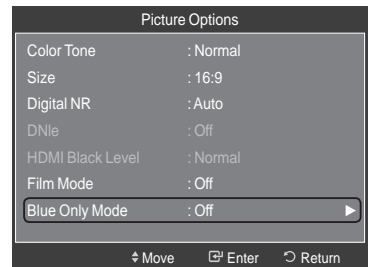 Picture Options
Color Tone : Normal
Size : 16:9
Digital NR : Auto
DNIe : Off
HDMI Black Level : Normal
Film Mode : Off
Blue Only Mode : Off
Move Enter Return